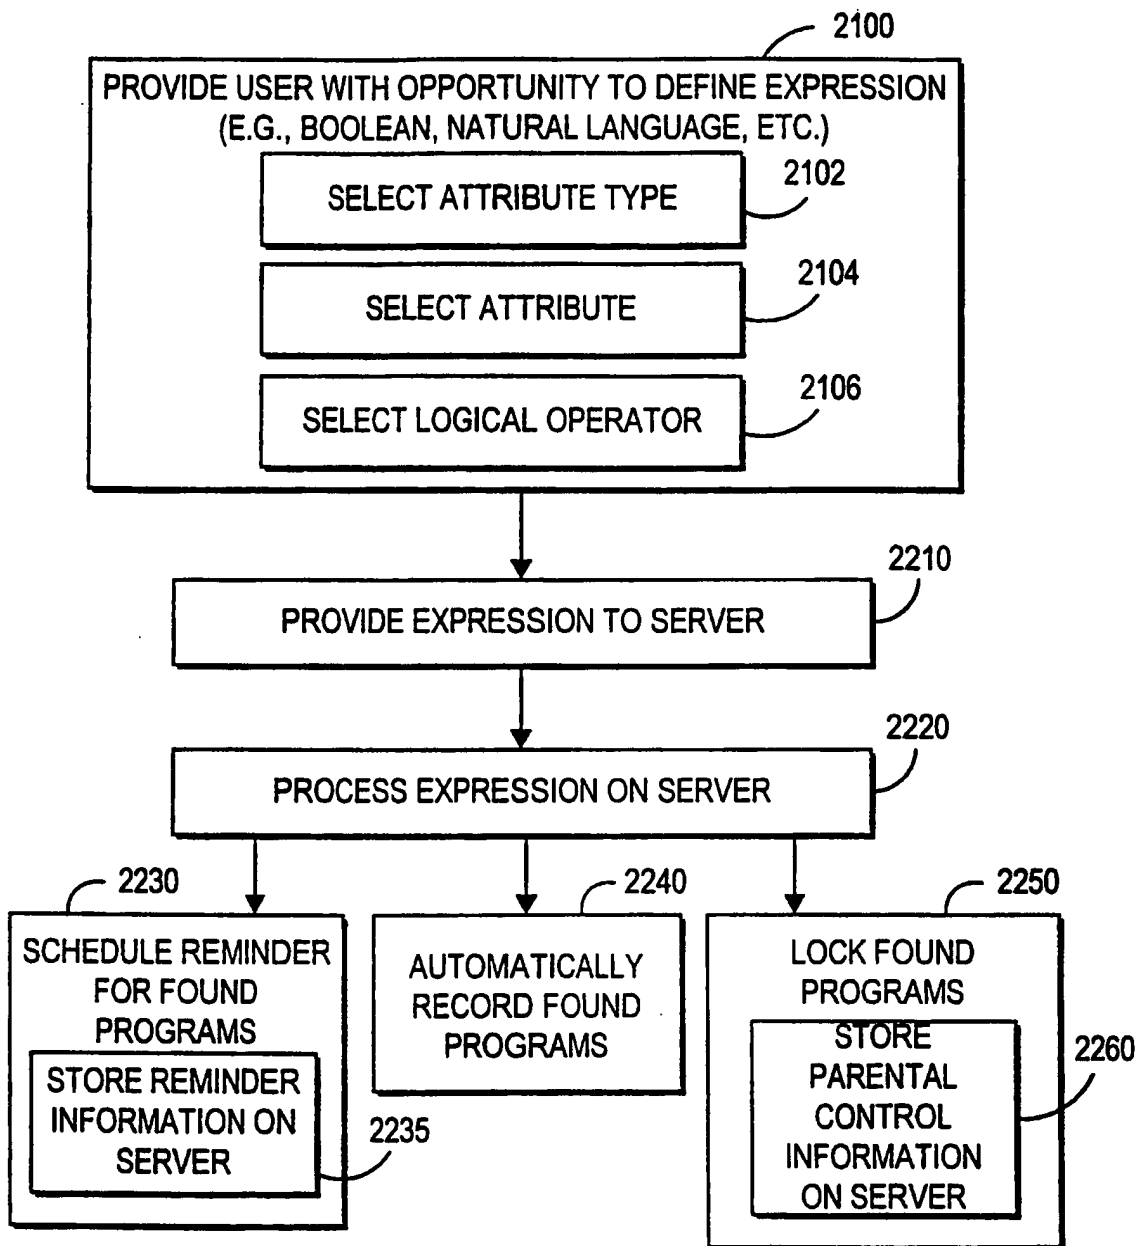 2100
PROVIDE USER WITH OPPORTUNITY TO DEFINE EXPRESSION
(E.G., BOOLEAN, NATURAL LANGUAGE, ETC.)
SELECT ATTRIBUTE TYPE
2102
SELECT ATTRIBUTE
2104
SELECT LOGICAL OPERATOR
2106
PROVIDE EXPRESSION TO SERVER
2210
PROCESS EXPRESSION ON SERVER
2220
2230
SCHEDULE REMINDER
FOR FOUND
PROGRAMS
STORE REMINDER
INFORMATION ON
SERVER
2235
2240
AUTOMATICALLY
RECORD FOUND
PROGRAMS
2250
LOCK FOUND
PROGRAMS
STORE
PARENTAL
CONTROL
INFORMATION
ON SERVER
2260